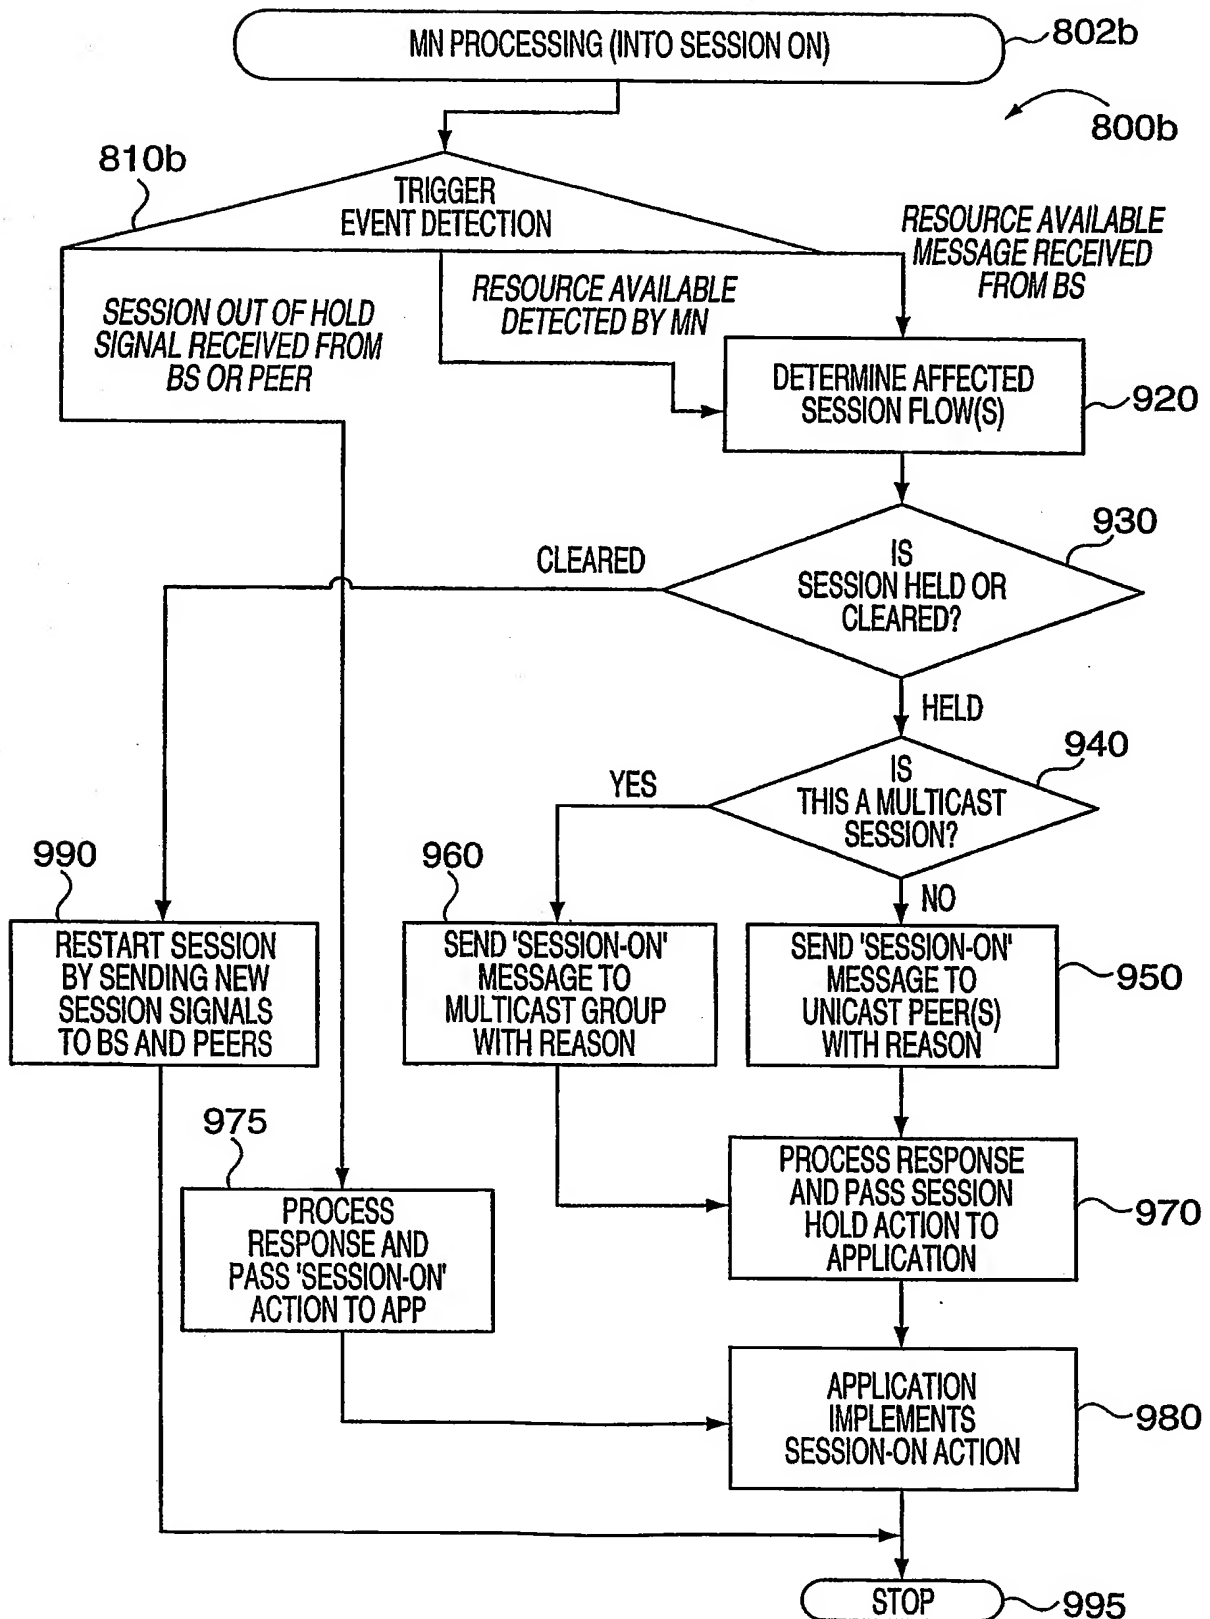 MN PROCESSING (INTO SESSION ON)
802b
800b
810b
TRIGGER
EVENT DETECTION
RESOURCE AVAILABLE
MESSAGE RECEIVED
FROM BS
RESOURCE AVAILABLE
DETECTED BY MN
SESSION OUT OF HOLD
SIGNAL RECEIVED FROM
BS OR PEER
DETERMINE AFFECTED
SESSION FLOW(S)
920
930
IS
SESSION HELD OR
CLEARED?
CLEARED
HELD
940
IS
THIS A MULTICAST
SESSION?
YES
NO
990
RESTART SESSION
BY SENDING NEW
SESSION SIGNALS
TO BS AND PEERS
960
SEND 'SESSION-ON'
MESSAGE TO
MULTICAST GROUP
WITH REASON
SEND 'SESSION-ON'
MESSAGE TO
UNICAST PEER(S)
WITH REASON
950
975
PROCESS
RESPONSE AND
PASS 'SESSION-ON'
ACTION TO APP
PROCESS RESPONSE
AND PASS SESSION
HOLD ACTION TO
APPLICATION
970
APPLICATION
IMPLEMENTS
SESSION-ON ACTION
980
STOP
995